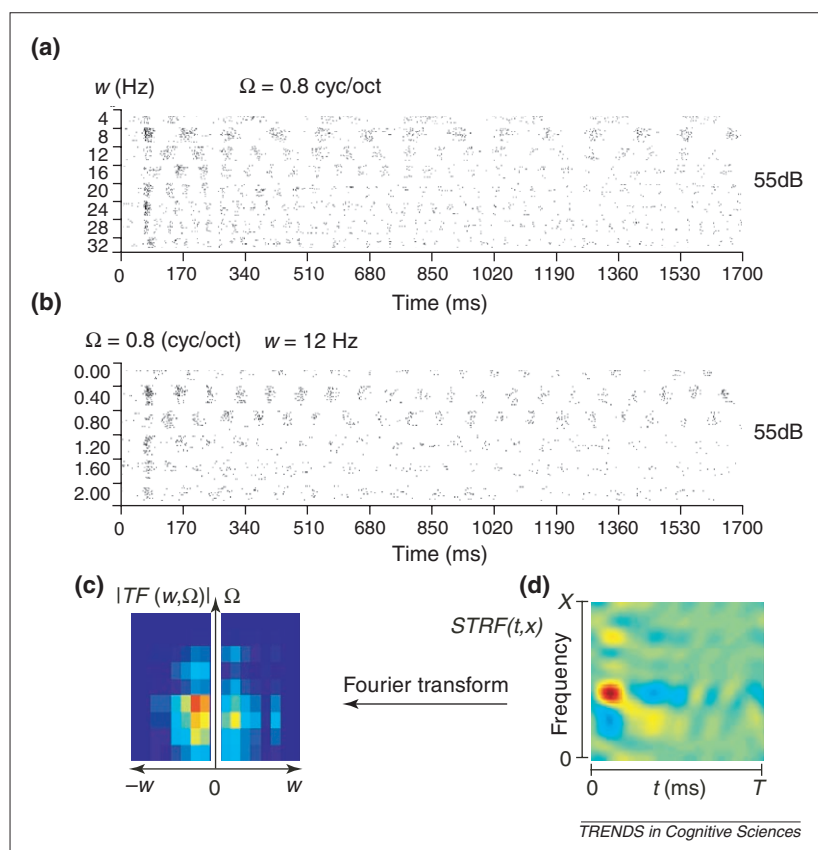 (a)
w (Hz) Ω = 0.8 cyc/oct
4
8
12
16
20
24
28
32
55dB
0 170 340 510 680 850 1020 1190 1360 1530 1700
Time (ms)
(b)
Ω = 0.8 (cyc/oct) w = 12 Hz
0.00
0.40
0.80
1.20
1.60
2.00
55dB
0 170 340 510 680 850 1020 1190 1360 1530 1700
Time (ms)
(c)
|TF (w,Ω)| Ω
−w 0 w
Fourier transform
(d)
STRF(t,x)
X
Frequency
0
0 t (ms) T
TRENDS in Cognitive Sciences